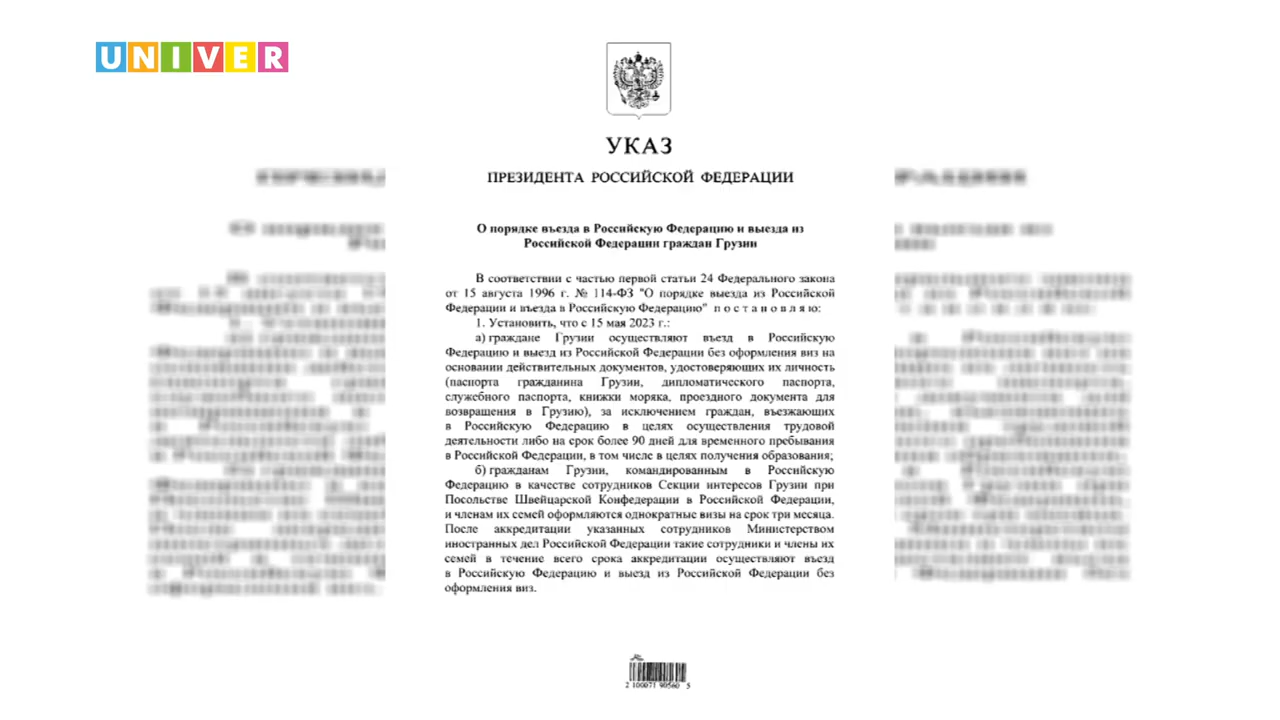 UNIVER
УКАЗ
ПРЕЗИДЕНТА РОССИЙСКОЙ ФЕДЕРАЦИИ
О порядке въезда в Российскую Федерацию и выезда из
Российской Федерации граждан Грузии
В соответствии с частью первой статьи 24 Федерального закона
от 15 августа 1996 г. № 114-ФЗ "О порядке выезда из Российской
Федерации и въезда в Российскую Федерацию" п о с т а н о в л я ю:
1. Установить, что с 15 мая 2023 г.:
а) граждане Грузии осуществляют въезд в Российскую
Федерацию и выезд из Российской Федерации без оформления виз на
основании действительных документов, удостоверяющих их личность
(паспорта гражданина Грузии, дипломатического паспорта,
служебного паспорта, книжки моряка, проездного документа для
возвращения в Грузию), за исключением граждан, въезжающих
в Российскую Федерацию в целях осуществления трудовой
деятельности либо на срок более 90 дней для временного пребывания
в Российской Федерации, в том числе в целях получения образования;
б) гражданам Грузии, командированным в Российскую
Федерацию в качестве сотрудников Секции интересов Грузии при
Посольстве Швейцарской Конфедерации в Российской Федерации,
и членам их семей оформляются однократные визы на срок три месяца.
После аккредитации указанных сотрудников Министерством
иностранных дел Российской Федерации такие сотрудники и члены их
семей в течение всего срока аккредитации осуществляют въезд
в Российскую Федерацию и выезд из Российской Федерации без
оформления виз.
2 100071 90580 5